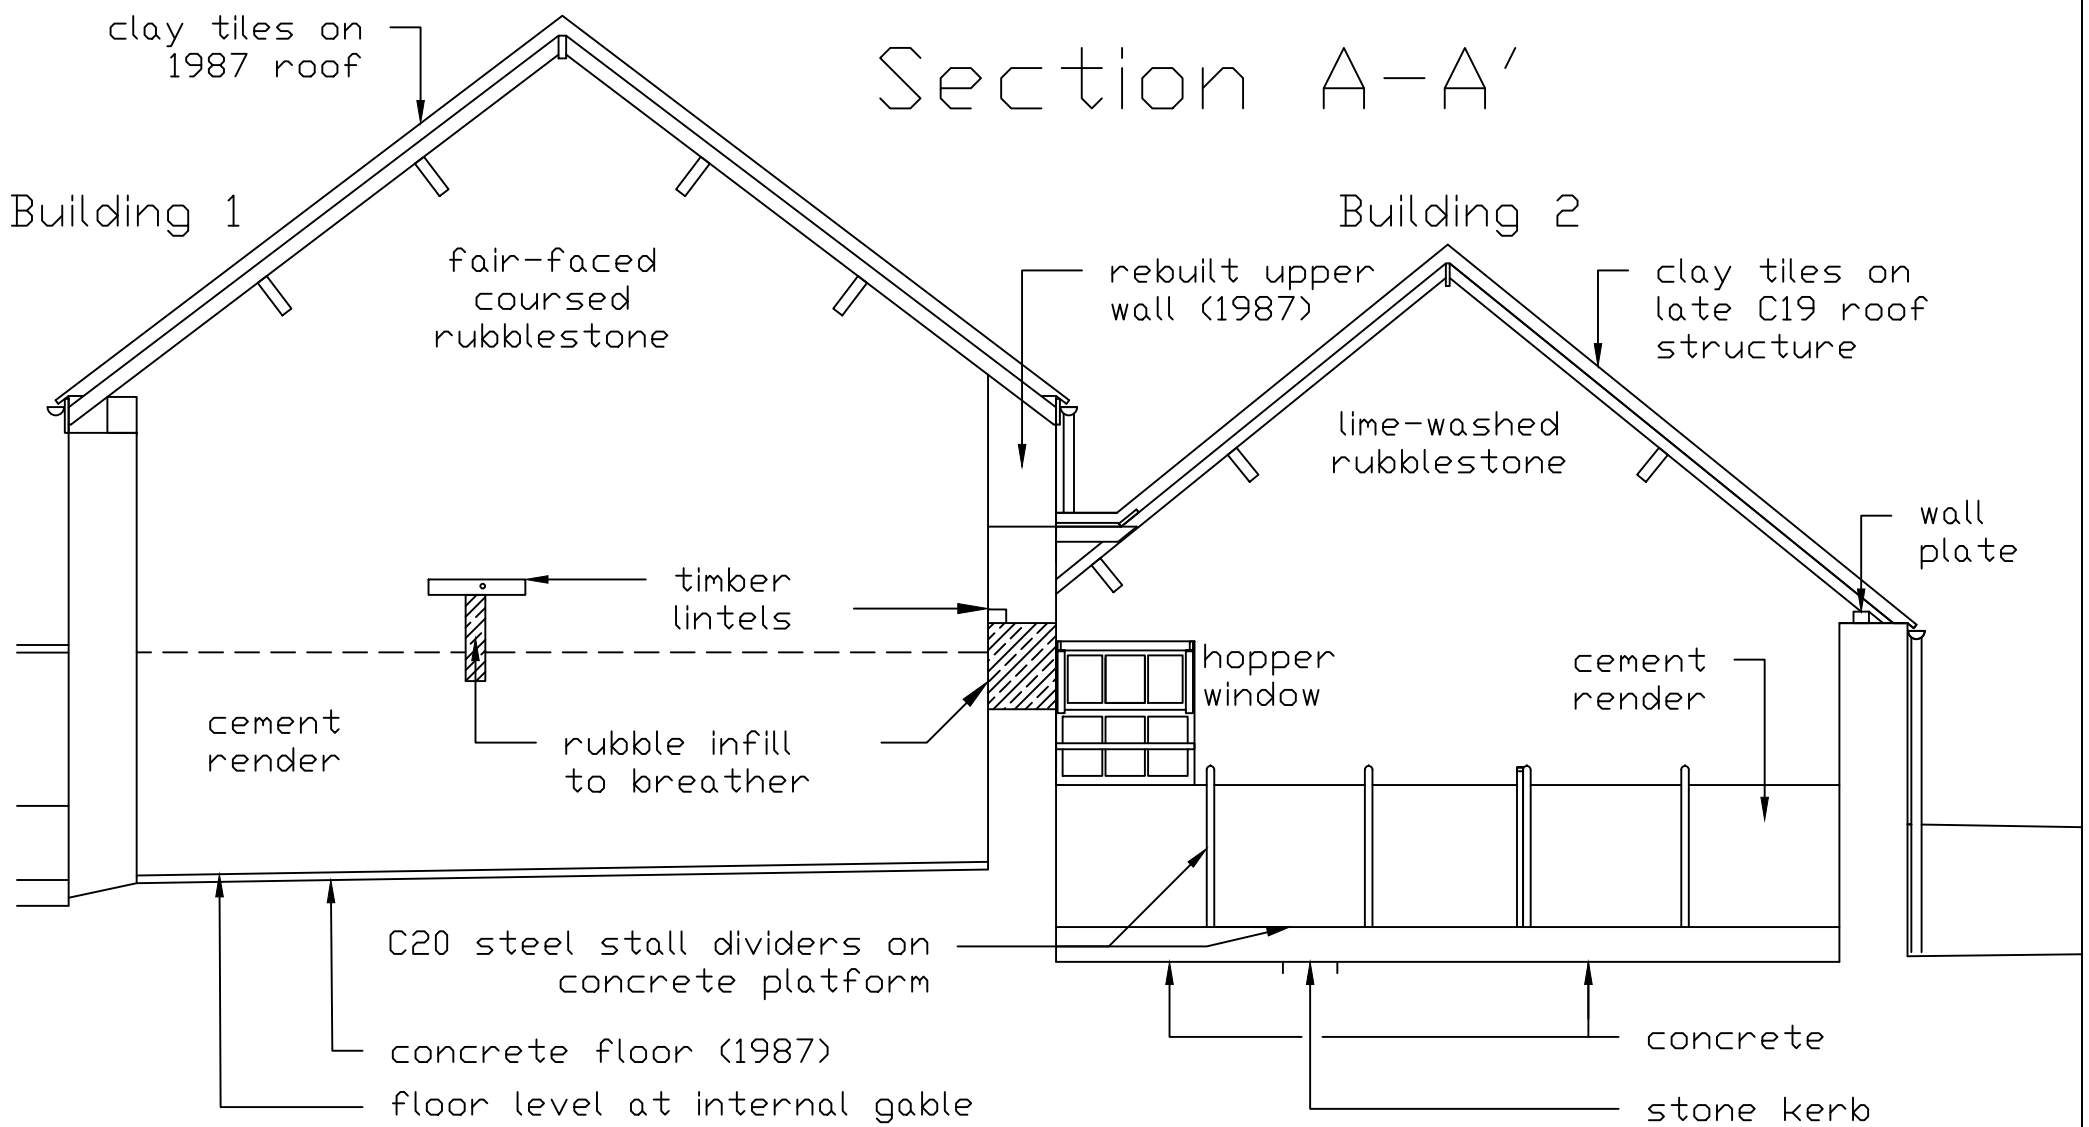 Section A-A'
clay tiles on
1987 roof
Building 1
Building 2
fair-faced
coursed
rubblestone
rebuilt upper
wall (1987)
clay tiles on
late C19 roof
structure
lime-washed
rubblestone
wall
plate
timber
lintels
hopper
window
cement
render
cement
render
rubble infill
to breather
C20 steel stall dividers on
concrete platform
concrete floor (1987)
concrete
floor level at internal gable
stone kerb